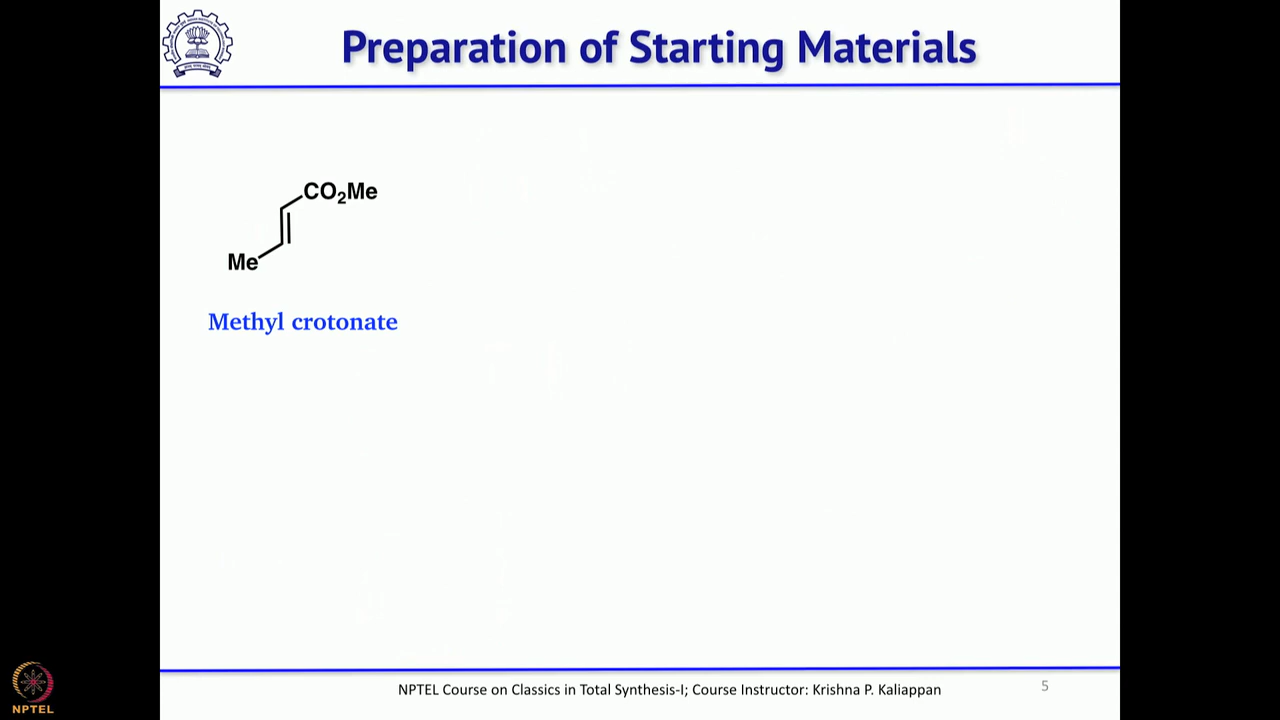 Preparation of Starting Materials
CO₂Me
Me
Methyl crotonate
NPTEL Course on Classics in Total Synthesis-I; Course Instructor: Krishna P. Kaliappan
5
NPTEL